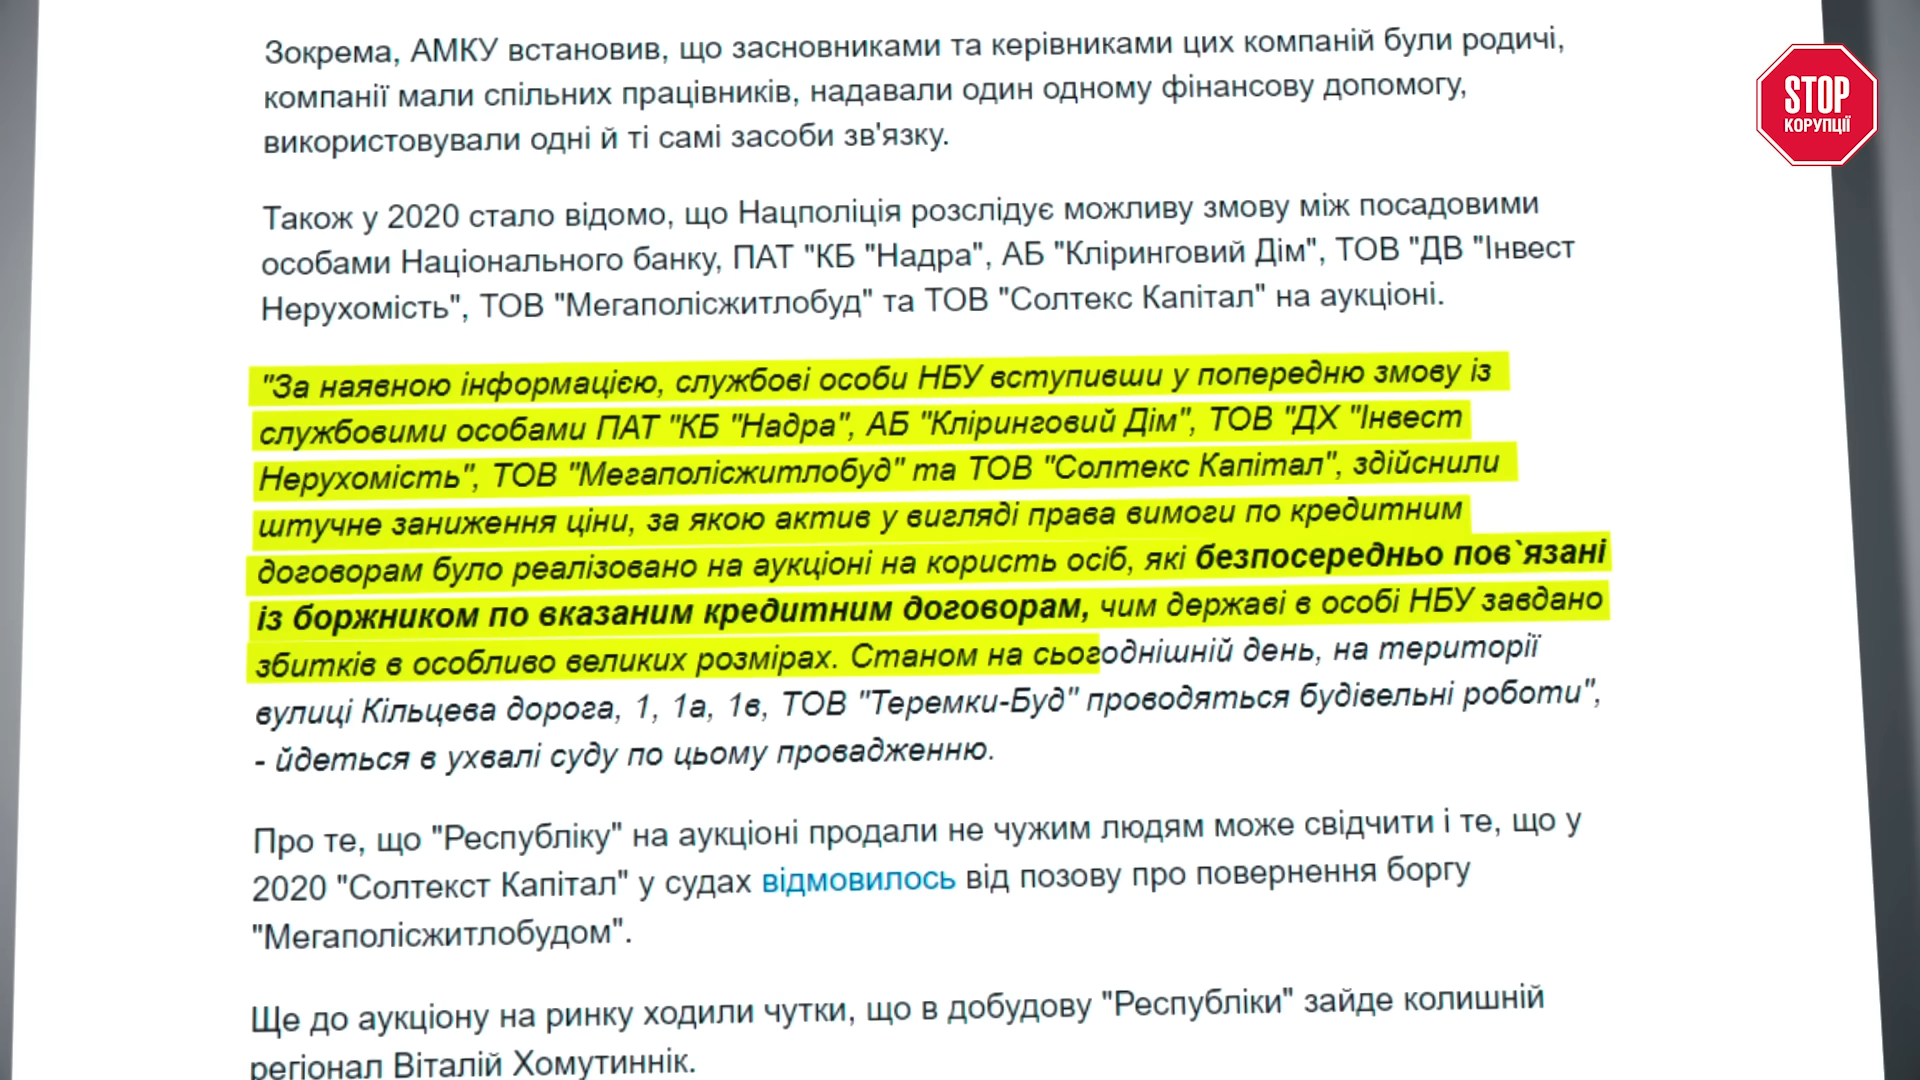 Зокрема, АМКУ встановив, що засновниками та керівниками цих компаній були родичі,
компанії мали спільних працівників, надавали один одному фінансову допомогу,
використовували одні й ті самі засоби зв'язку.
STOP
КОРУПЦІЇ
Також у 2020 стало відомо, що Нацполіція розслідує можливу змову між посадовими
особами Національного банку, ПАТ "КБ "Надра", АБ "Кліринговий Дім", ТОВ "ДВ "Інвест
Нерухомість", ТОВ "Мегаполісжитлобуд" та ТОВ "Солтекс Капітал" на аукціоні.
"За наявною інформацією, службові особи НБУ вступивши у попередню змову із
службовими особами ПАТ "КБ "Надра", АБ "Кліринговий Дім", ТОВ "ДХ "Інвест
Нерухомість", ТОВ "Мегаполісжитлобуд" та ТОВ "Солтекс Капітал", здійснили
штучне заниження ціни, за якою актив у вигляді права вимоги по кредитним
договорам було реалізовано на аукціоні на користь осіб, які безпосередньо пов`язані
із боржником по вказаним кредитним договорам, чим державі в особі НБУ завдано
збитків в особливо великих розмірах. Станом на сьогоднішній день, на території
вулиці Кільцева дорога, 1, 1а, 1в, ТОВ "Теремки-Буд" проводяться будівельні роботи",
- йдеться в ухвалі суду по цьому провадженню.
Про те, що "Республіку" на аукціоні продали не чужим людям може свідчити і те, що у
2020 "Солтекст Капітал" у судах відмовилось від позову про повернення боргу
"Мегаполісжитлобудом".
Ще до аукціону на ринку ходили чутки, що в добудову "Республіки" зайде колишній
регіонал Віталій Хомутиннік.